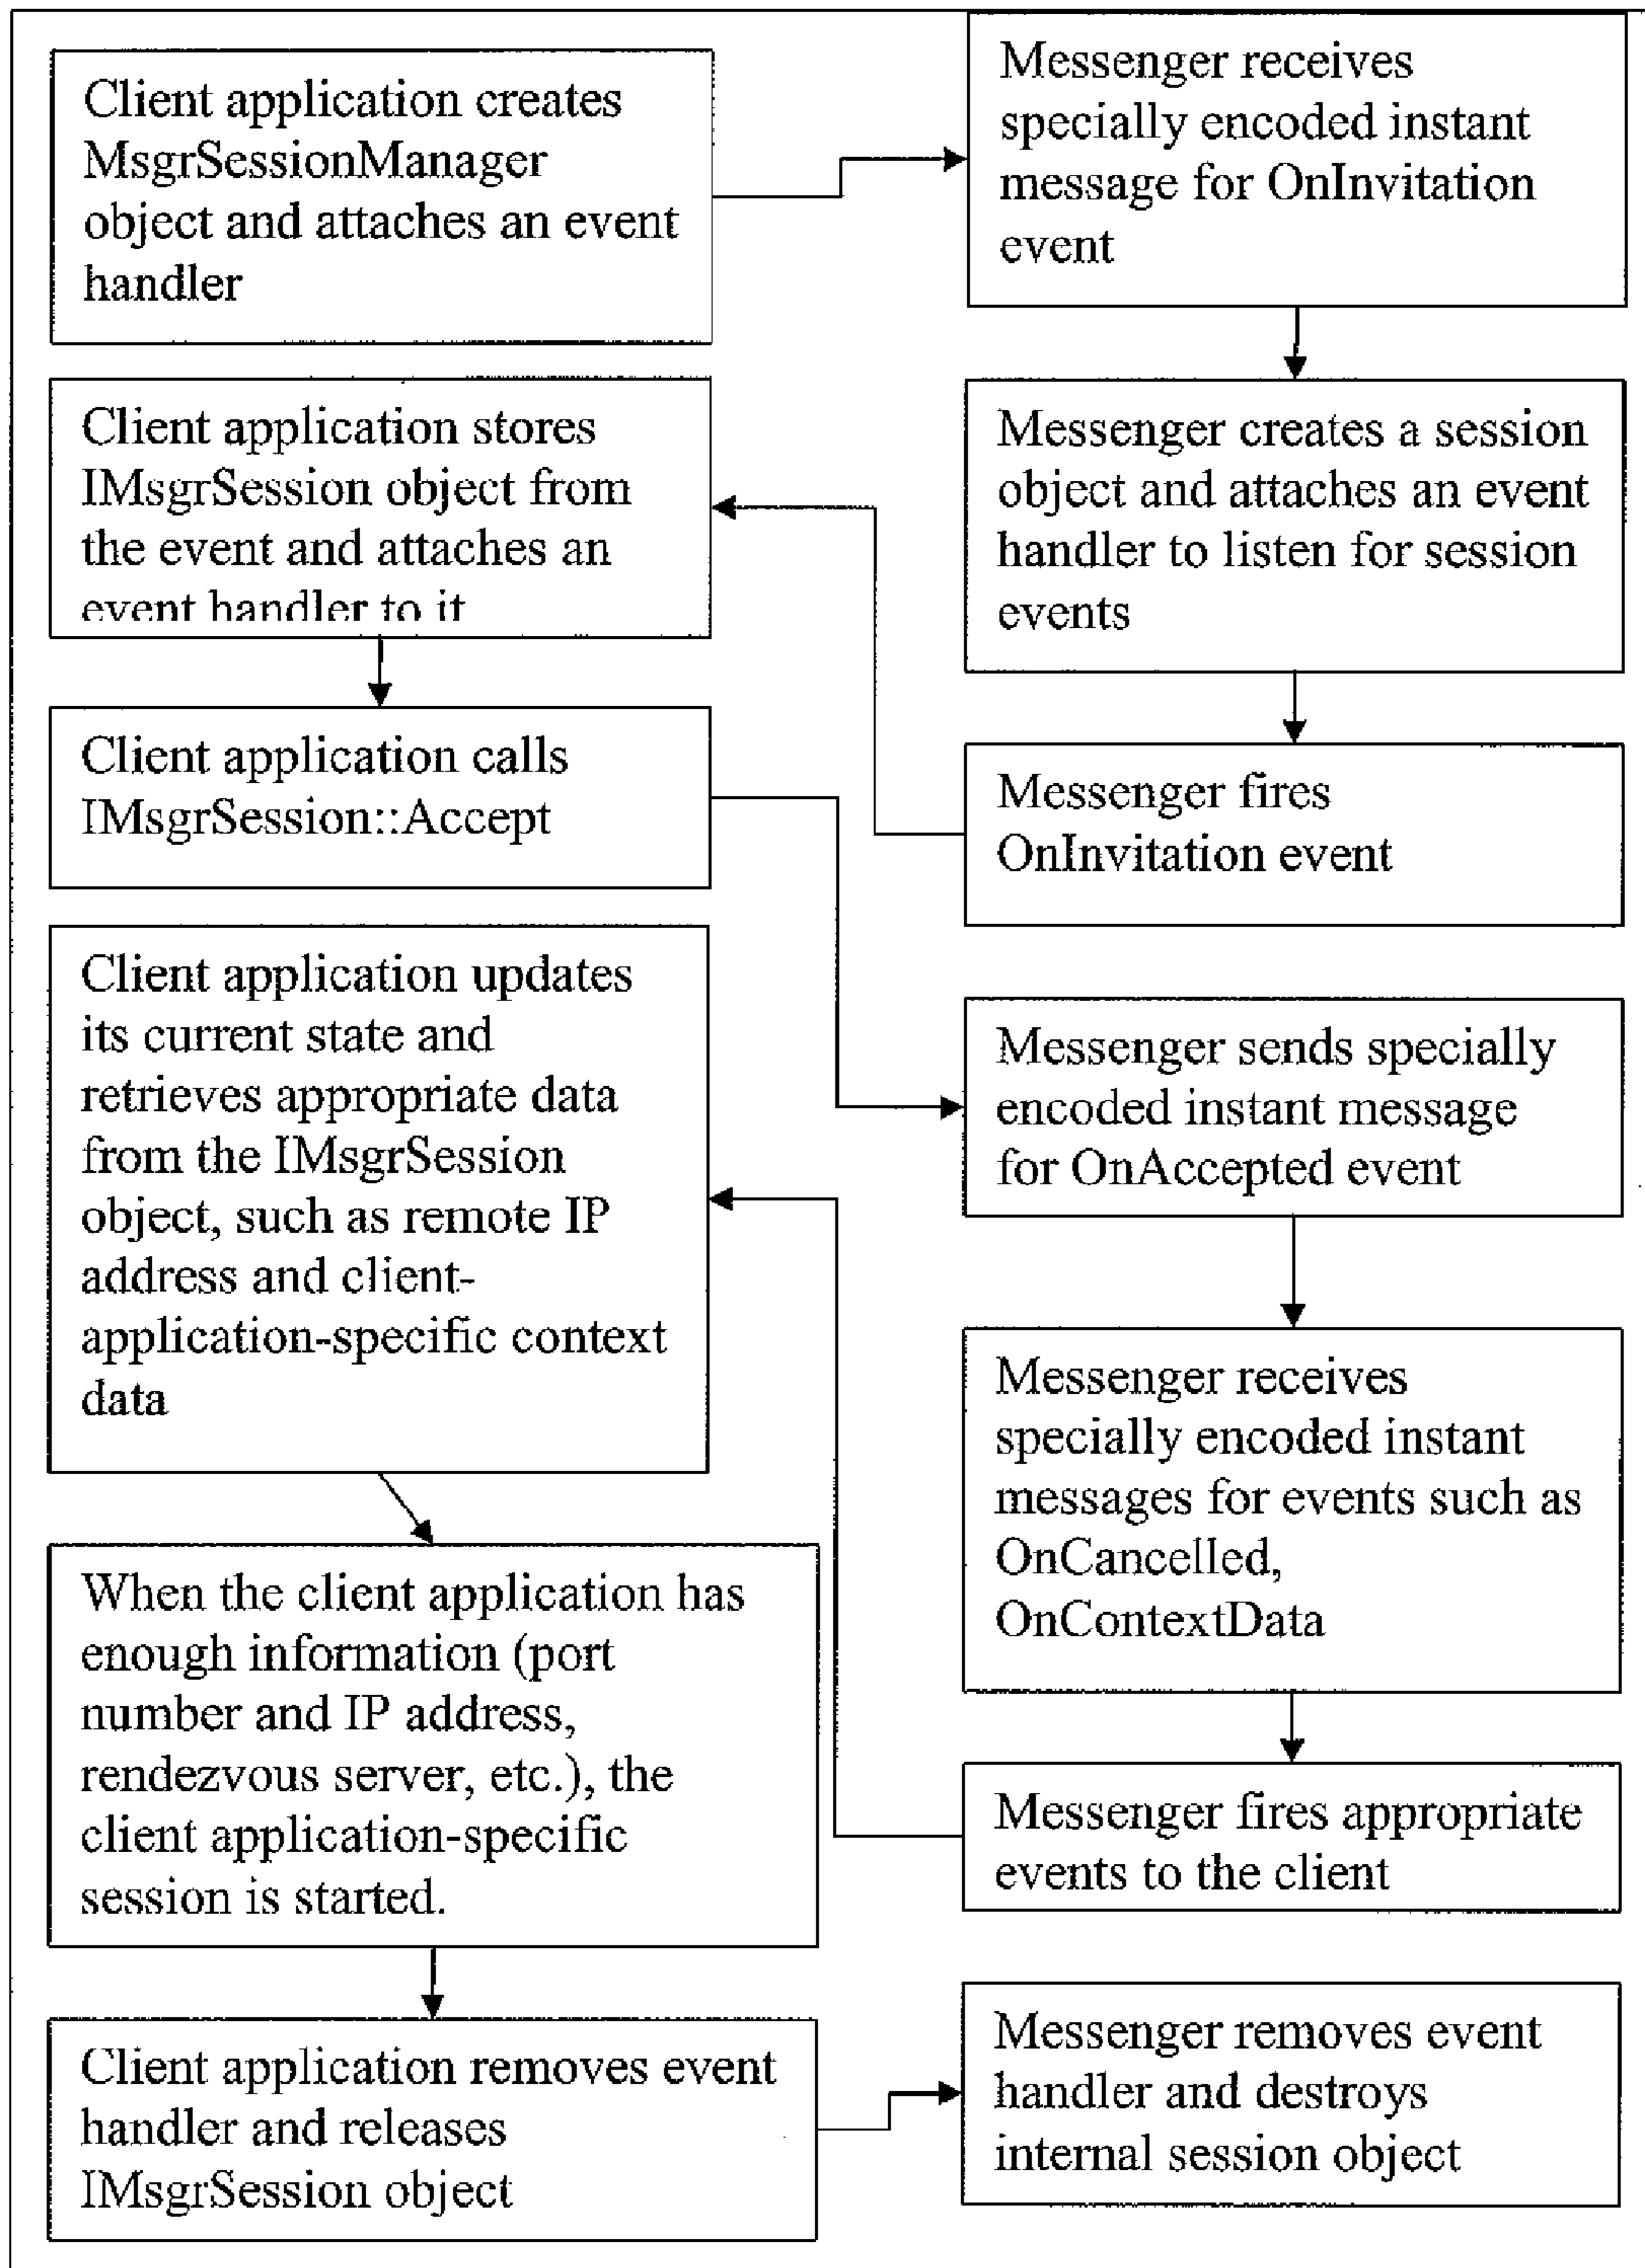 Client application creates
MsgrSessionManager
object and attaches an event
handler
Messenger receives
specially encoded instant
message for OnInvitation
event
Messenger creates a session
object and attaches an event
handler to listen for session
events
Messenger fires
OnInvitation event
Client application stores
IMsgrSession object from
the event and attaches an
event handler to it
Client application calls
IMsgrSession::Accept
Messenger sends specially
encoded instant message
for OnAccepted event
Messenger receives
specially encoded instant
messages for events such as
OnCancelled,
OnContextData
Messenger fires appropriate
events to the client
Client application updates
its current state and
retrieves appropriate data
from the IMsgrSession
object, such as remote IP
address and client-
application-specific context
data
When the client application has
enough information (port
number and IP address,
rendezvous server, etc.), the
client application-specific
session is started.
Client application removes event
handler and releases
IMsgrSession object
Messenger removes event
handler and destroys
internal session object